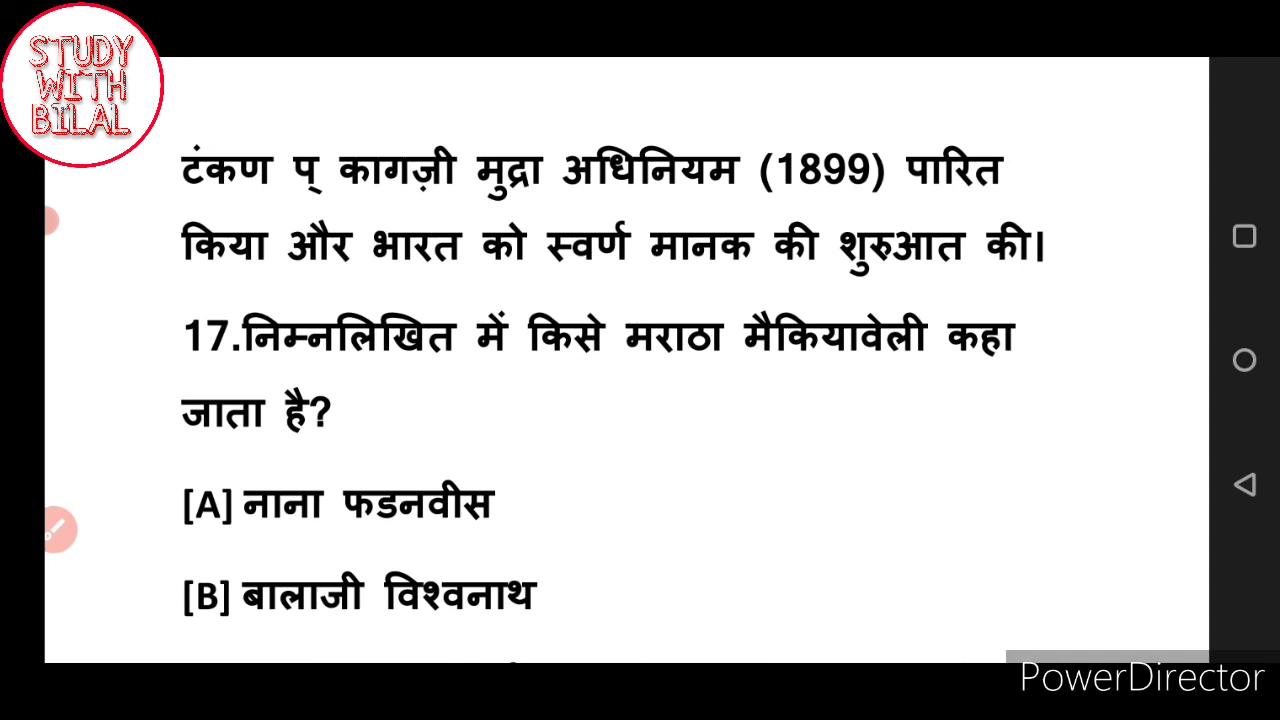 STUDY
WITH
BILAL
टंकण प् कागज़ी मुद्रा अधिनियम (1899) पारित
किया और भारत को स्वर्ण मानक की शुरुआत की।
17.निम्नलिखित में किसे मराठा मैकियावेली कहा
जाता है?
[A] नाना फडनवीस
[B] बालाजी विश्वनाथ
PowerDirector